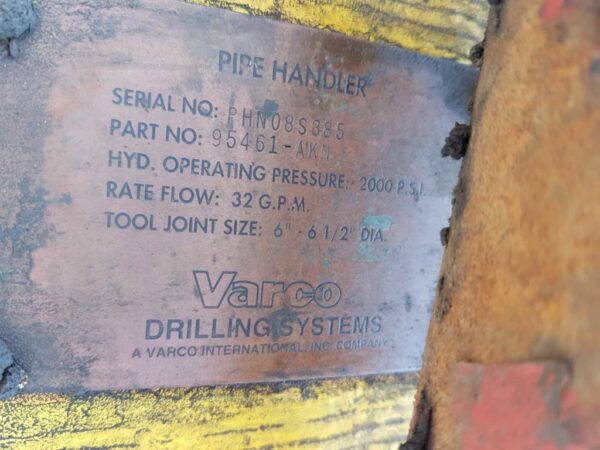 PIPE HANDLER
SERIAL NO: PHN08S385
PART NO: 95461-
HYD. OPERATING PRESSURE: 2000 P.S.I.
RATE FLOW: 32 G.P.M.
TOOL JOINT SIZE: 6" - 6 1/2" DIA.
Varco
DRILLING SYSTEMS
A VARCO INTERNATIONAL, INC. COMPANY